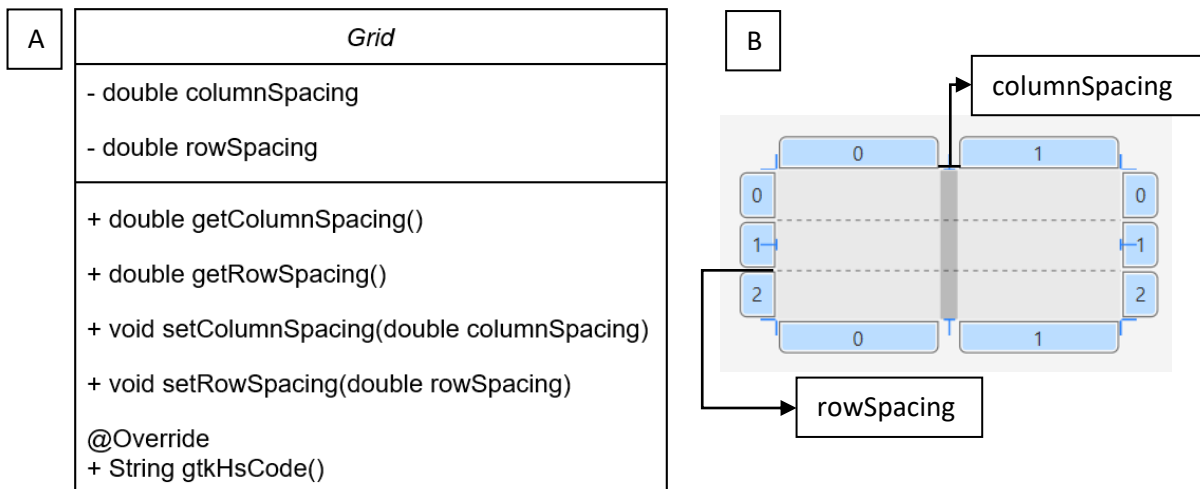 A
Grid
- double columnSpacing
- double rowSpacing
+ double getColumnSpacing()
+ double getRowSpacing()
+ void setColumnSpacing(double columnSpacing)
+ void setRowSpacing(double rowSpacing)
@Override
+ String gtkHsCode()
B
columnSpacing
0 1
0 0
1 1
2 2
0 1
rowSpacing